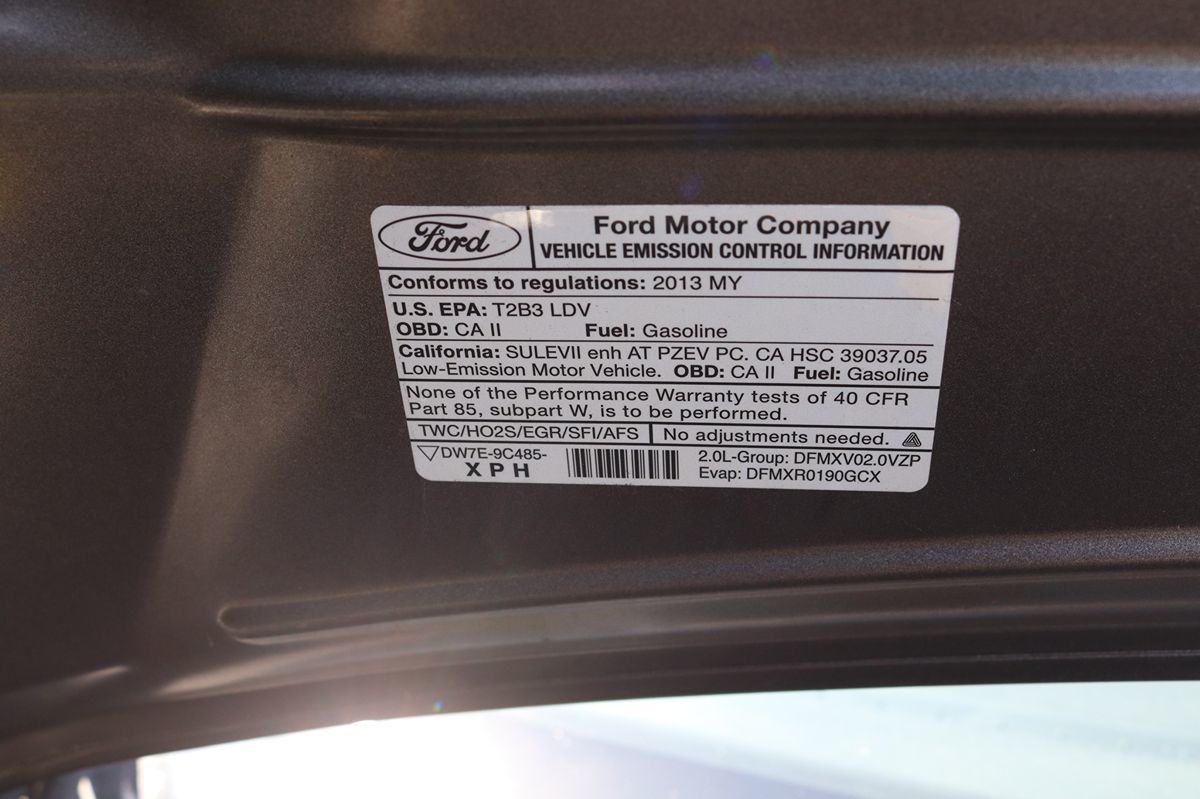 Ford
Ford Motor Company
VEHICLE EMISSION CONTROL INFORMATION
Conforms to regulations: 2013 MY
U.S. EPA: T2B3 LDV
OBD: CA II Fuel: Gasoline
California: SULEVII enh AT PZEV PC. CA HSC 39037.05
Low-Emission Motor Vehicle. OBD: CA II Fuel: Gasoline
None of the Performance Warranty tests of 40 CFR
Part 85, subpart W, is to be performed.
TWC/HO2S/EGR/SFI/AFS No adjustments needed.
DW7E-9C485-
XPH
2.0L-Group: DFMXV02.0VZP
Evap: DFMXR0190GCX